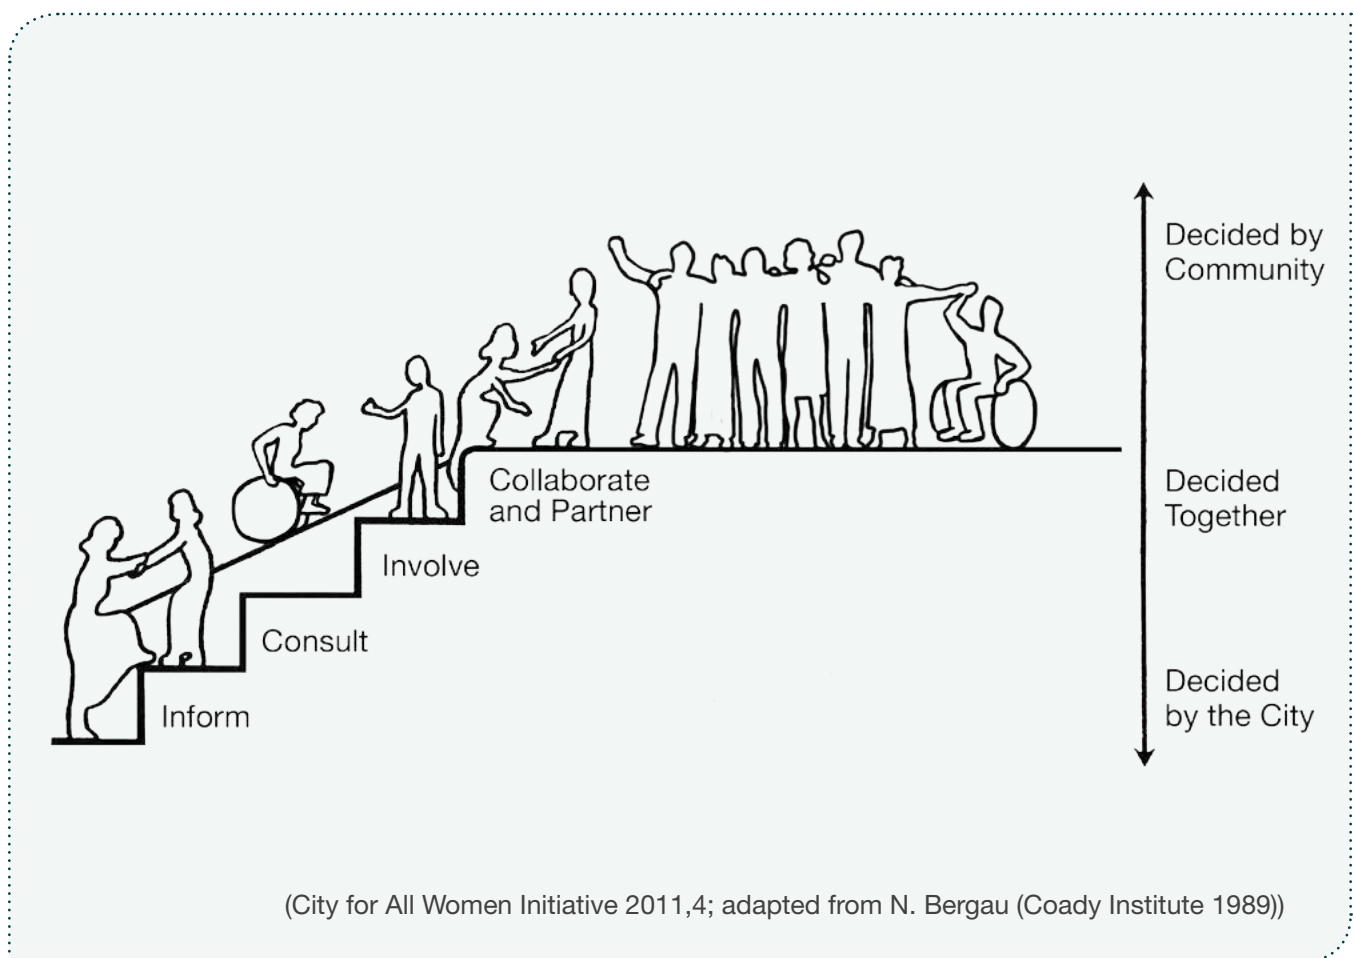 Decided by
Community
Collaborate
and Partner
Decided
Together
Involve
Consult
Decided
by the City
Inform
(City for All Women Initiative 2011,4; adapted from N. Bergau (Coady Institute 1989))